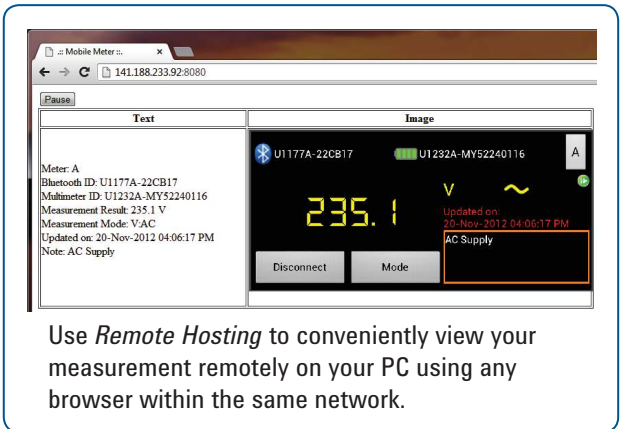 .:: Mobile Meter ::.
141.188.233.92:8080
Pause
Text
Image
Meter: A
Bluetooth ID: U1177A-22CB17
Multimeter ID: U1232A-MY52240116
Measurement Result: 235.1 V
Measurement Mode: V:AC
Updated on: 20-Nov-2012 04:06:17 PM
Note: AC Supply
U1177A-22CB17
U1232A-MY52240116
A
V
235.1
Updated on:
20-Nov-2012 04:06:17 PM
AC Supply
Disconnect
Mode
Use Remote Hosting to conveniently view your
measurement remotely on your PC using any
browser within the same network.